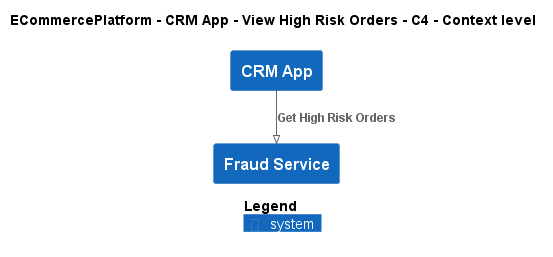 ECommercePlatform - CRM App - View High Risk Orders - C4 - Context level
CRM App
Get High Risk Orders
Fraud Service
Legend
system